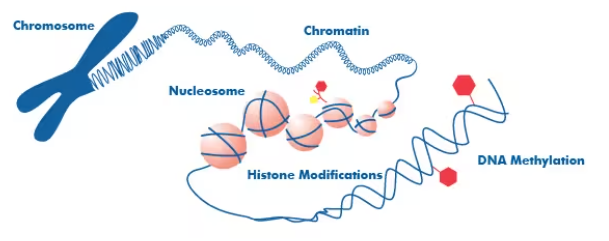 Chromosome
Chromatin
Nucleosome
Histone Modifications
DNA Methylation